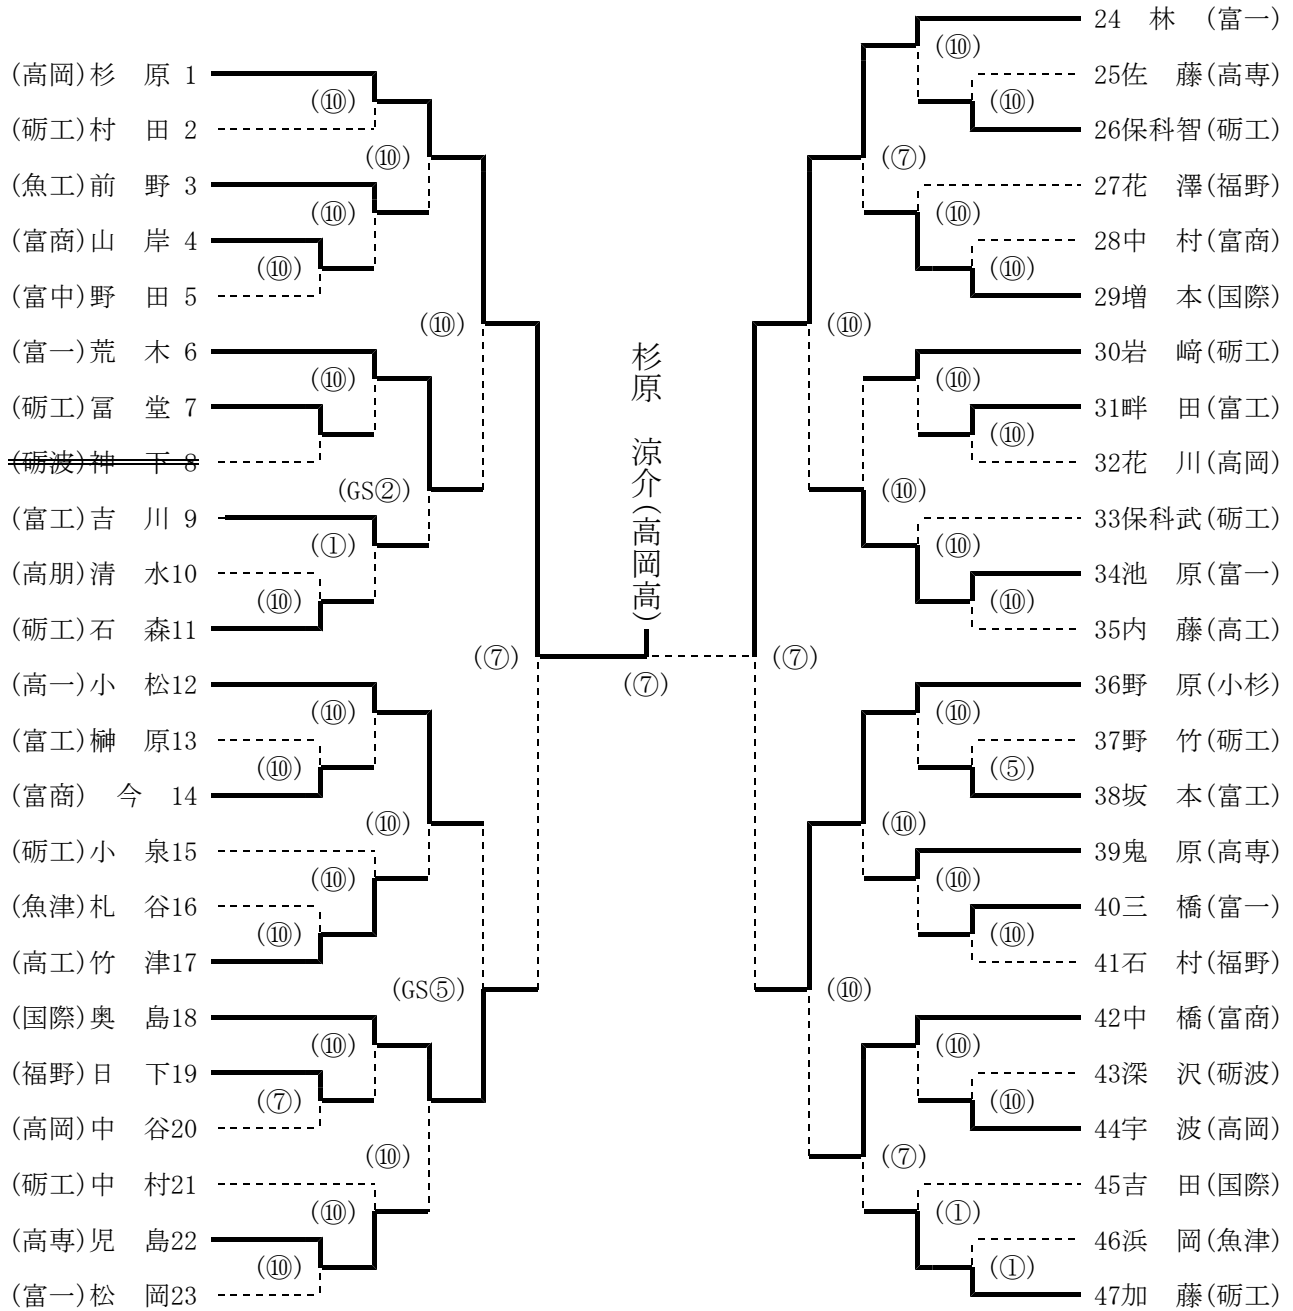 (高岡)杉　原 1
(⑩)
(砺工)村　田 2
(⑩)
(魚工)前　野 3
(⑩)
(富商)山　岸 4
(⑩)
(富中)野　田 5
(⑩)
(富一)荒　木 6
(⑩)
(砺工)冨　堂 7
(砺波)神　下 8
(GS②)
(富工)吉　川 9
(①)
(高朋)清　水10
(⑩)
(砺工)石　森11
(⑦)
(高一)小　松12
(⑩)
(富工)榊　原13
(⑩)
(富商)　今　14
(⑩)
(砺工)小　泉15
(⑩)
(魚津)札　谷16
(⑩)
(高工)竹　津17
(GS⑤)
(国際)奥　島18
(⑩)
(福野)日　下19
(⑦)
(高岡)中　谷20
(⑩)
(砺工)中　村21
(⑩)
(高専)児　島22
(⑩)
(富一)松　岡23
杉原　涼介(高岡高)
(⑦)
24　林　(富一)
(⑩)
25佐　藤(高専)
(⑩)
26保科智(砺工)
(⑦)
27花　澤(福野)
(⑩)
28中　村(富商)
(⑩)
29増　本(国際)
(⑩)
30岩　﨑(砺工)
(⑩)
31畔　田(富工)
(⑩)
32花　川(高岡)
(⑩)
33保科武(砺工)
(⑩)
34池　原(富一)
(⑩)
35内　藤(高工)
(⑦)
36野　原(小杉)
(⑩)
37野　竹(砺工)
(⑤)
38坂　本(富工)
(⑩)
39鬼　原(高専)
(⑩)
40三　橋(富一)
(⑩)
41石　村(福野)
(⑩)
42中　橋(富商)
(⑩)
43深　沢(砺波)
(⑩)
44宇　波(高岡)
(⑦)
45吉　田(国際)
(①)
46浜　岡(魚津)
(①)
47加　藤(砺工)